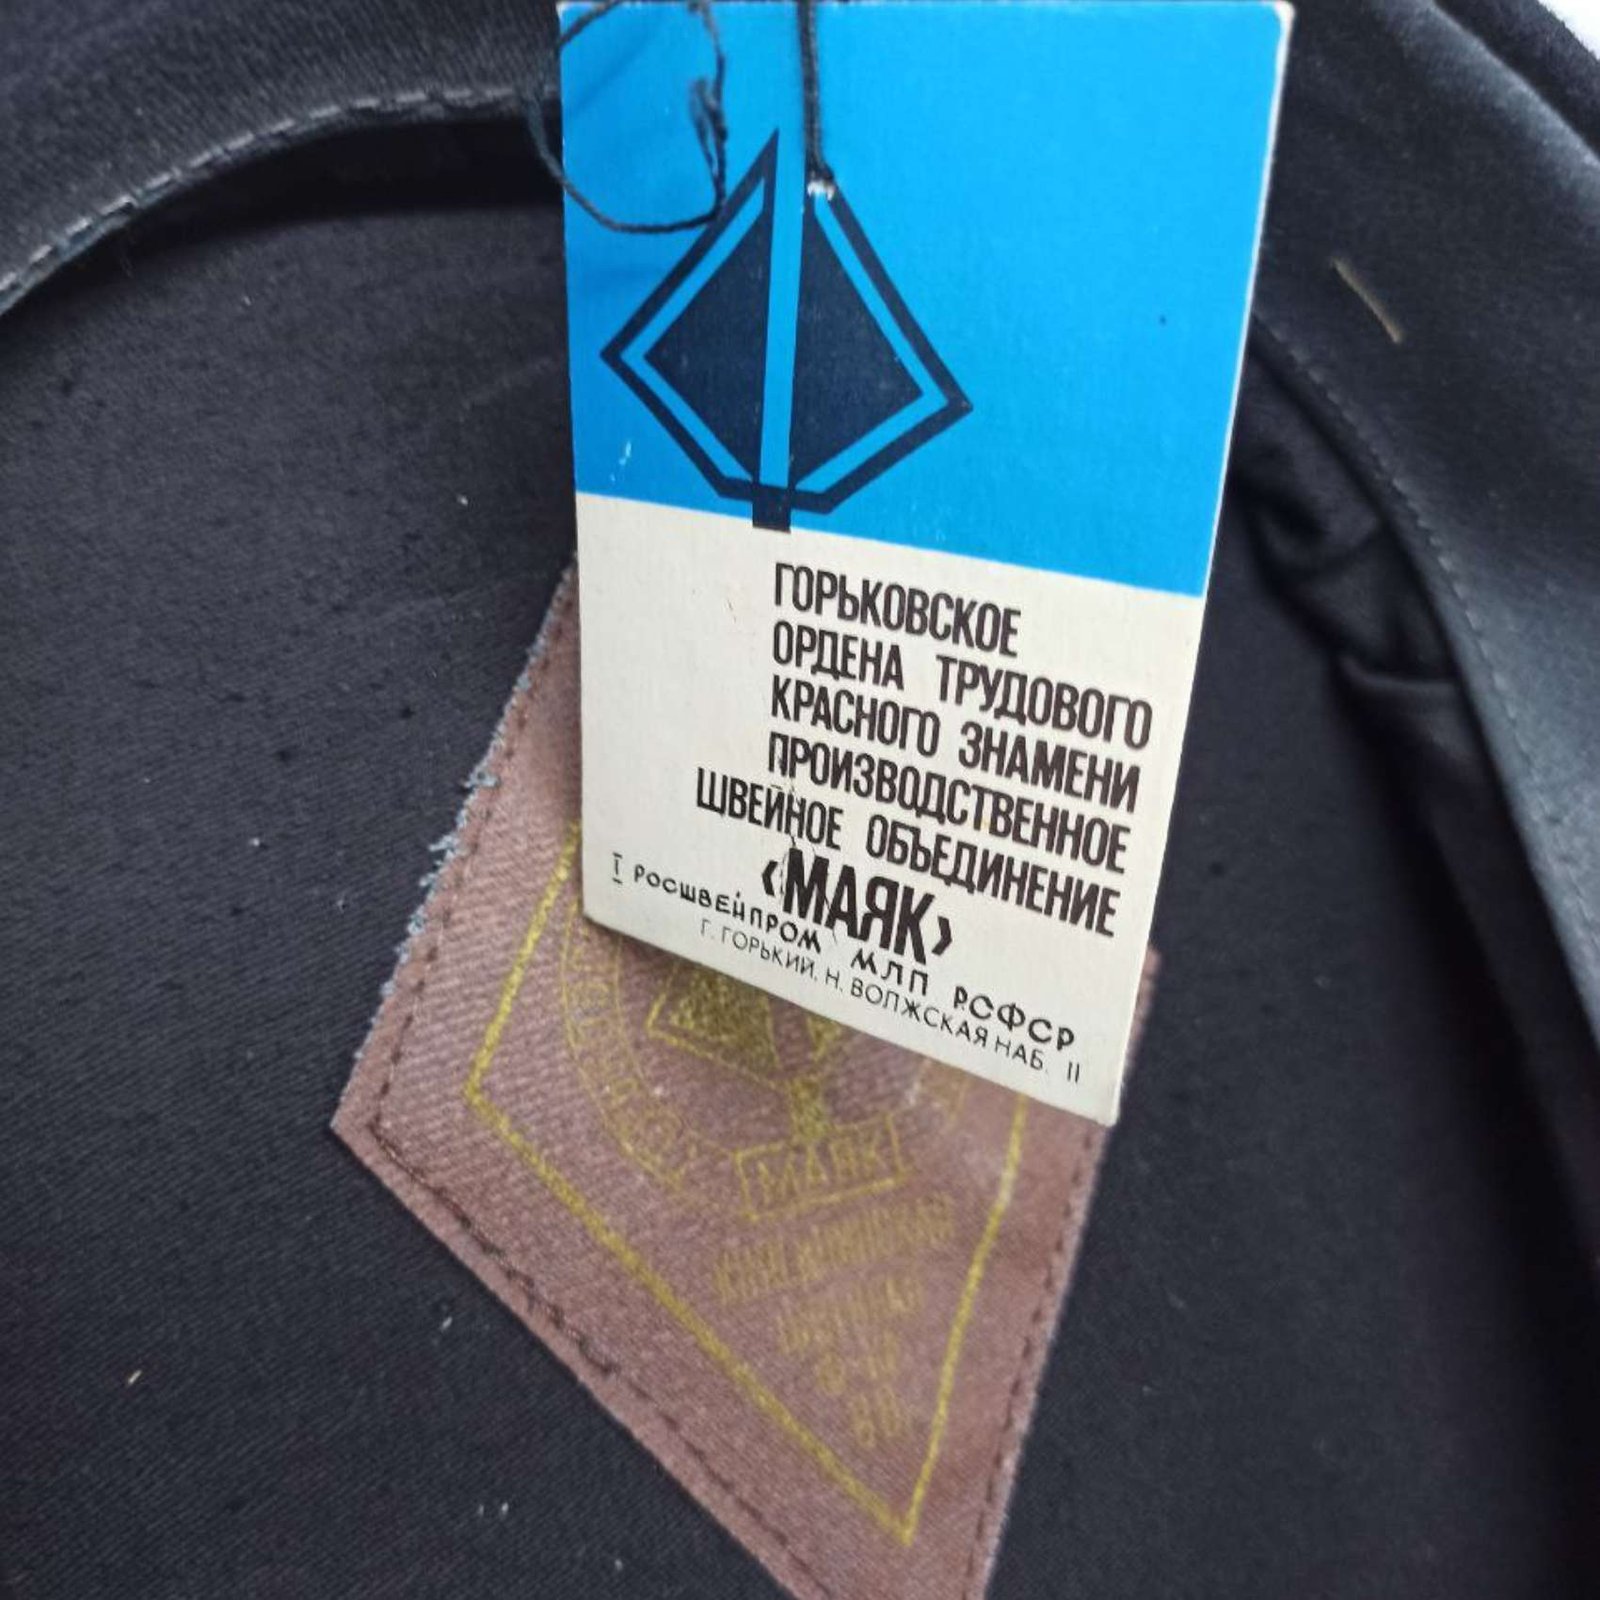 ГОРЬКОВСКОЕ
ОРДЕНА ТРУДОВОГО
КРАСНОГО ЗНАМЕНИ
ПРОИЗВОДСТВЕННОЕ
ШВЕЙНОЕ ОБЪЕДИНЕНИЕ
«МАЯК»
I РОСШВЕЙПРОМ МЛП РСФСР
Г. ГОРЬКИЙ, Н. ВОЛЖСКАЯ НАБ. II
МАЯК